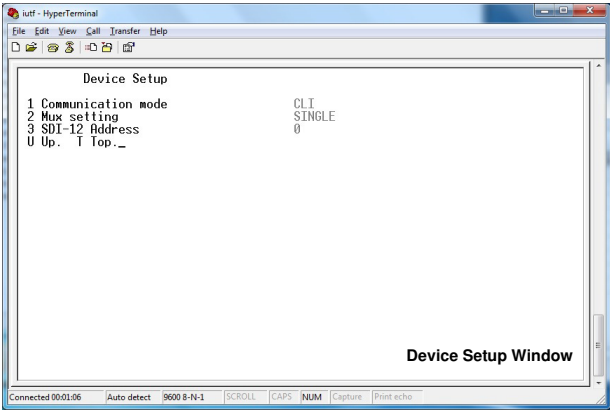 iutf - HyperTerminal
File Edit View Call Transfer Help
Device Setup
1 Communication mode CLI
2 Mux setting SINGLE
3 SDI-12 Address 0
U Up. T Top._
Device Setup Window
Connected 00:01:06 Auto detect 9600 8-N-1 SCROLL CAPS NUM Capture Print echo